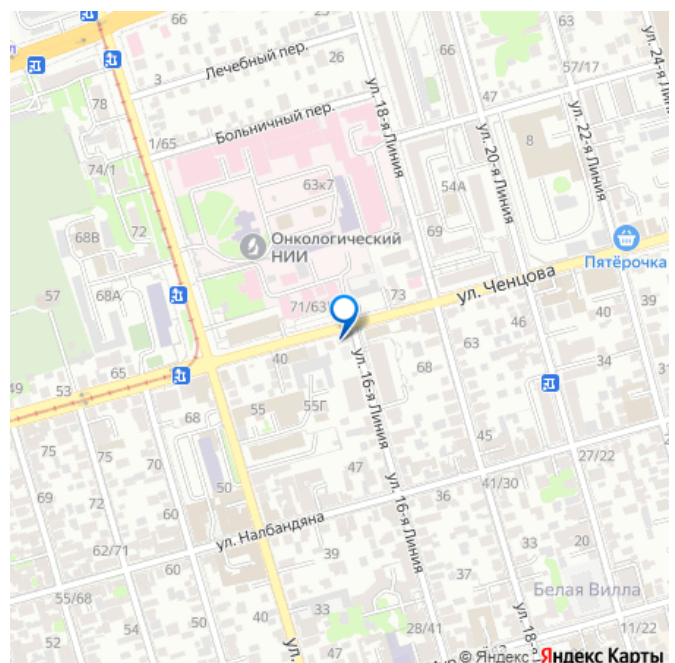 66
66
63
ул. 24-я Линия
Лечебный пер.
26
57/17
3
78
ул. 18-я Линия
47
Больничный пер.
1/65
ул. 20-я Линия
8
ул. 22-я Линия
74/1
63к7
54А
68В
72
Онкологический
НИИ
69
Пятёрочка
57
68А
71/63
73
ул. Ченцова
40
39
46
63
65
40
34
49
53
68
ул. 16-я Линия
68
55
55Г
75
75
70
45
27/22
69
72
50
47
ул. 16-я Линия
36
41/30
60
ул. Налбандяна
62/71
39
33
20
60
37
55/68
Белая Вилла
40
33
ул. 18-я
52
54
28/41
11/22
39
ул.
© Яндекс
Яндекс Карты